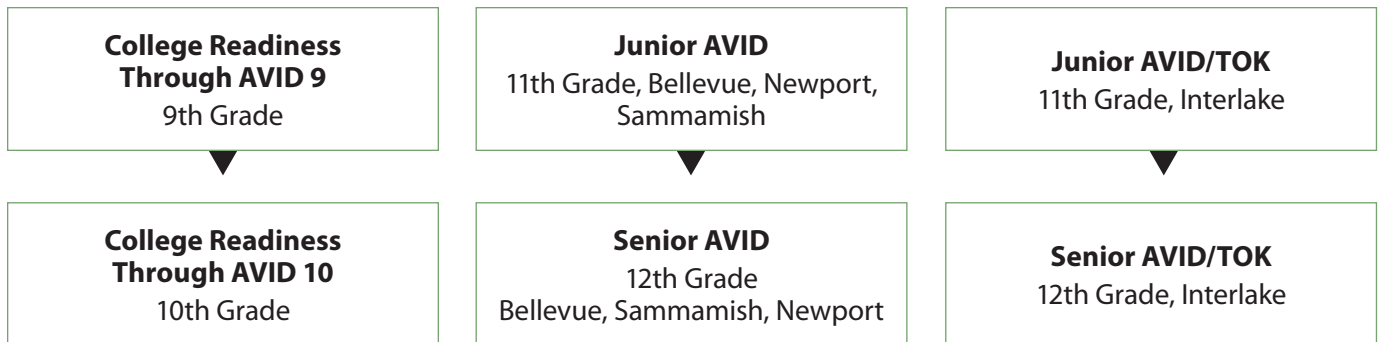 College Readiness
Through AVID 9
9th Grade
Junior AVID
11th Grade, Bellevue, Newport,
Sammamish
Junior AVID/TOK
11th Grade, Interlake
College Readiness
Through AVID 10
10th Grade
Senior AVID
12th Grade
Bellevue, Sammamish, Newport
Senior AVID/TOK
12th Grade, Interlake